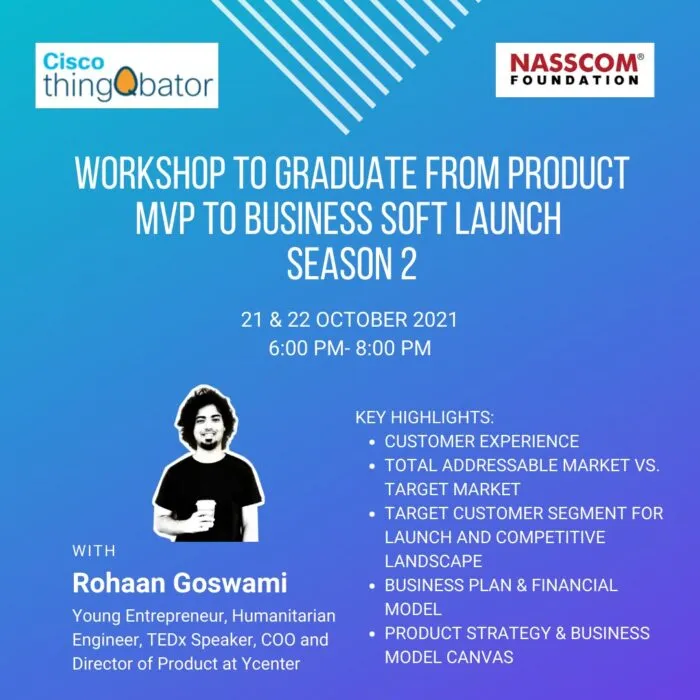 Cisco
thingQbator
NASSCOM®
FOUNDATION
WORKSHOP TO GRADUATE FROM PRODUCT
MVP TO BUSINESS SOFT LAUNCH
SEASON 2
21 & 22 OCTOBER 2021
6:00 PM- 8:00 PM
WITH
Rohaan Goswami
Young Entrepreneur, Humanitarian
Engineer, TEDx Speaker, COO and
Director of Product at Ycenter
KEY HIGHLIGHTS:
• CUSTOMER EXPERIENCE
• TOTAL ADDRESSABLE MARKET VS.
TARGET MARKET
• TARGET CUSTOMER SEGMENT FOR
LAUNCH AND COMPETITIVE
LANDSCAPE
• BUSINESS PLAN & FINANCIAL
MODEL
• PRODUCT STRATEGY & BUSINESS
MODEL CANVAS